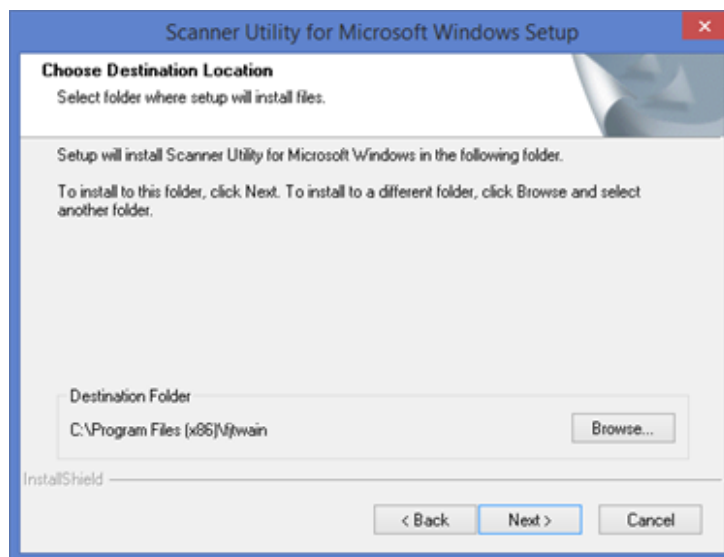 Scanner Utility for Microsoft Windows Setup
Choose Destination Location
Select folder where setup will install files.
Setup will install Scanner Utility for Microsoft Windows in the following folder.
To install to this folder, click Next. To install to a different folder, click Browse and select
another folder.
Destination Folder
C:\Program Files (x86)\fjtwain
Browse...
InstallShield
< Back
Next >
Cancel